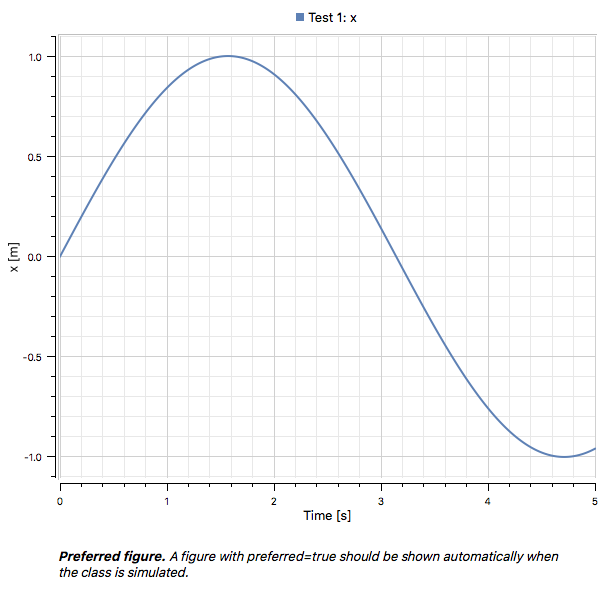 Test 1: x
1.0
0.5
0.0
-0.5
-1.0
x [m]
0 1 2 3 4 5
Time [s]
Preferred figure. A figure with preferred=true should be shown automatically when
the class is simulated.